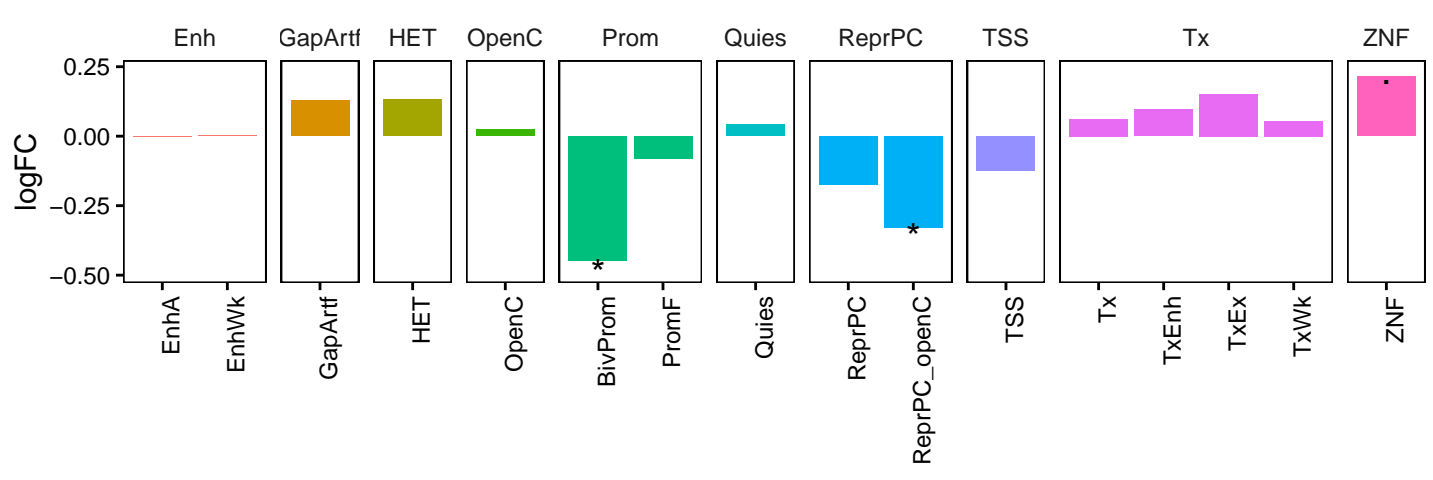 Enh GapArtf HET OpenC Prom Quies ReprPC TSS Tx ZNF
0.25
0.00
−0.25
−0.50
logFC
* * .
EnhA EnhWk GapArtf HET OpenC BivProm PromF Quies ReprPC ReprPC_openC TSS Tx TxEnh TxEx TxWk ZNF